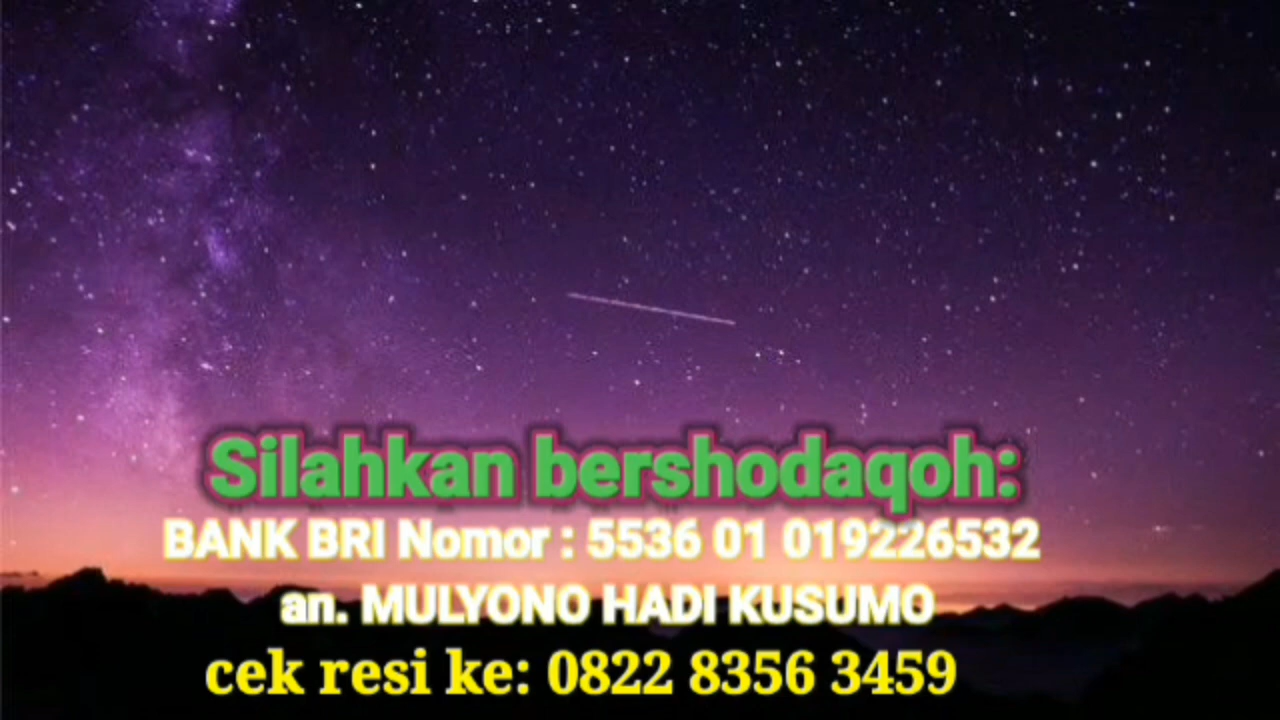 Silahkan bershodaqoh:
BANK BRI Nomor : 5536 01 019226532
an. MULYONO HADI KUSUMO
cek resi ke: 0822 8356 3459